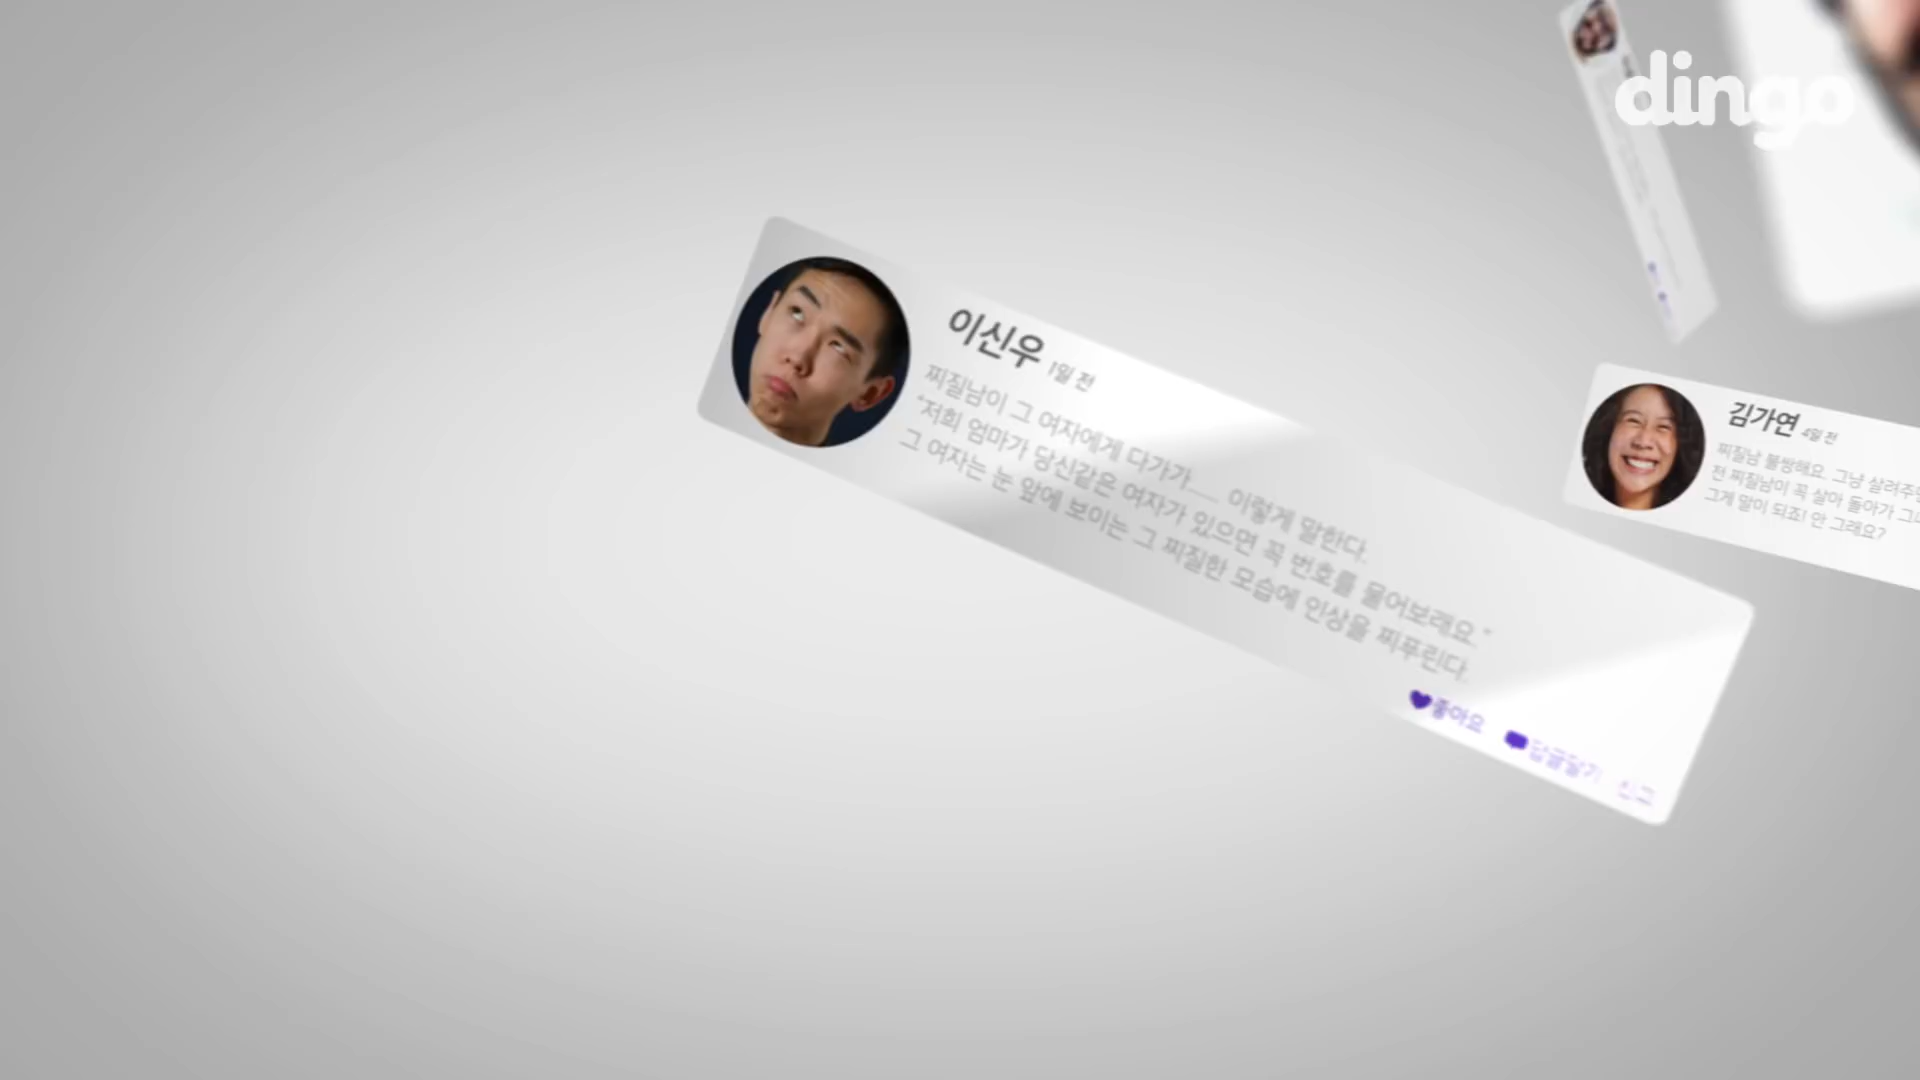 dingo
이신우 1일 전
찌질남이 그 여자에게 다가가...... 이렇게 말한다.
"저희 엄마가 당신같은 여자가 있으면 꼭 번호를 물어보래요."
그 여자는 눈 앞에 보이는 그 찌질한 모습에 인상을 찌푸린다.
좋아요 답글달기 신고
김가연 4일 전
찌질남 불쌍해요. 그냥 살려주면
전 찌질남이 꼭 살아 돌아가
그게 말이 되죠! 안 그래요?